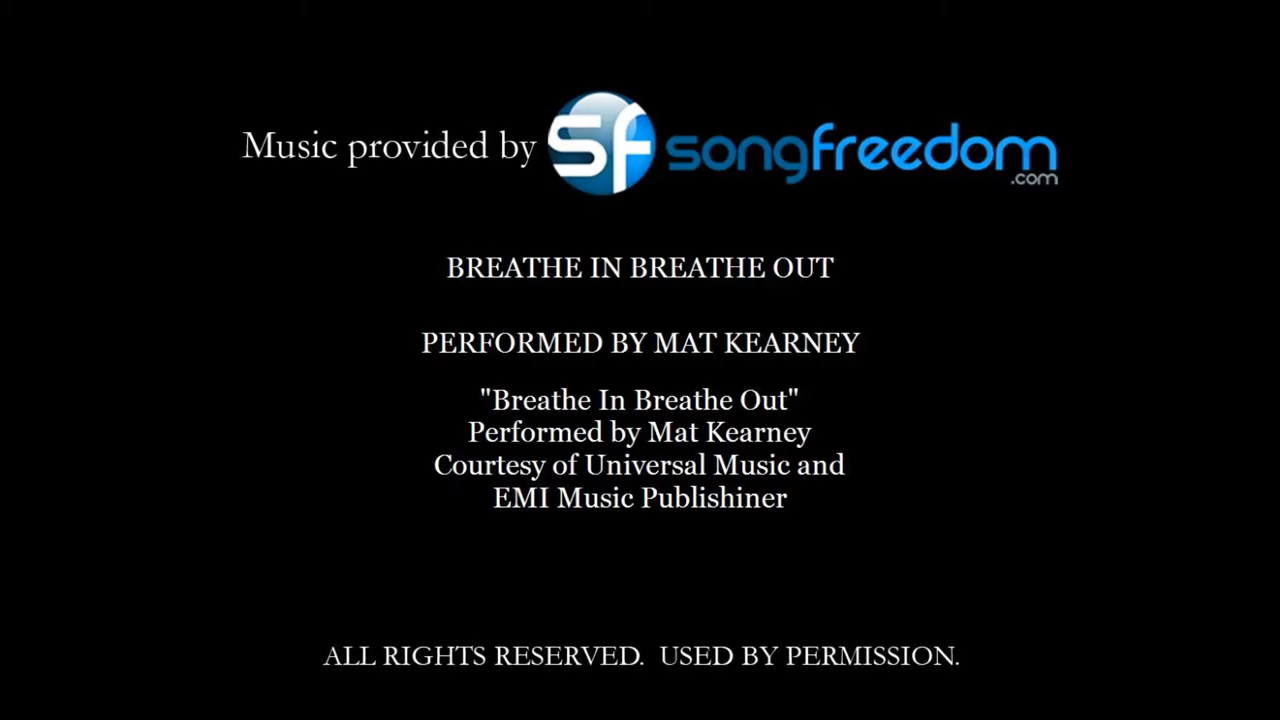 Music provided by sf songfreedom
.com
BREATHE IN BREATHE OUT
PERFORMED BY MAT KEARNEY
"Breathe In Breathe Out"
Performed by Mat Kearney
Courtesy of Universal Music and
EMI Music Publishiner
ALL RIGHTS RESERVED.  USED BY PERMISSION.